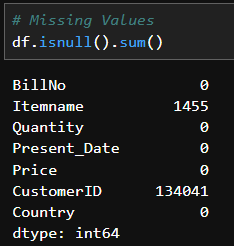 # Missing Values
df.isnull().sum()
BillNo 0
Itemname 1455
Quantity 0
Present_Date 0
Price 0
CustomerID 134041
Country 0
dtype: int64